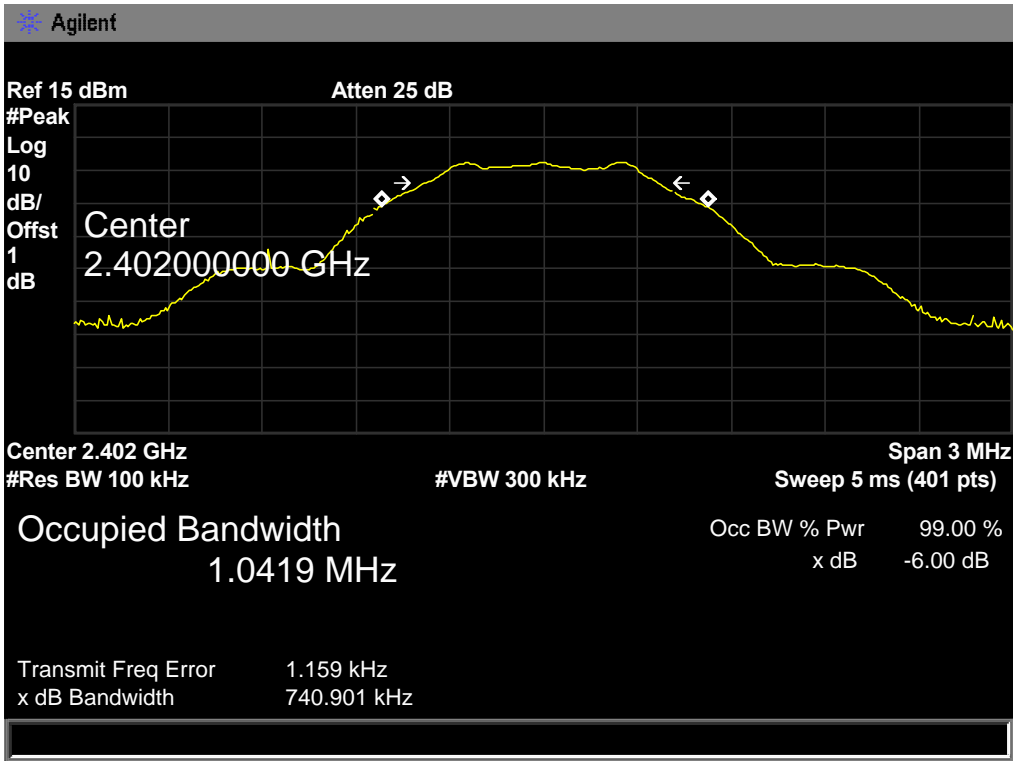 Agilent
Ref 15 dBm Atten 25 dB
#Peak
Log
10
dB/
Offst
1
dB
Center
2.402000000 GHz
Center 2.402 GHz Span 3 MHz
#Res BW 100 kHz #VBW 300 kHz Sweep 5 ms (401 pts)
Occupied Bandwidth Occ BW % Pwr 99.00 %
1.0419 MHz x dB -6.00 dB
Transmit Freq Error 1.159 kHz
x dB Bandwidth 740.901 kHz